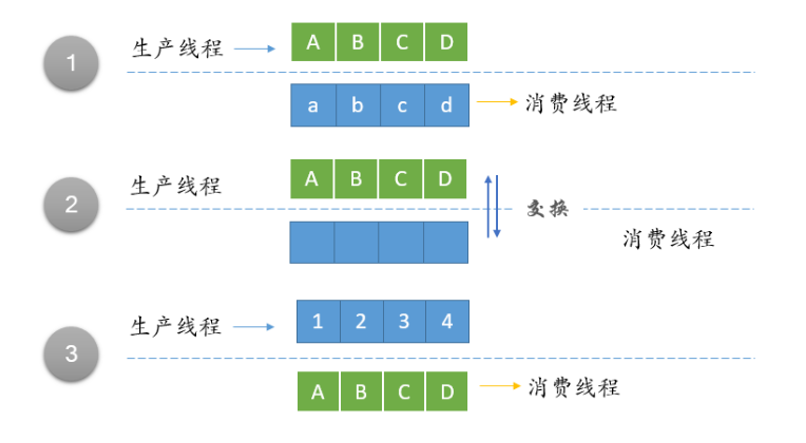 生产线程 A B C D
1
a b c d 消费线程
生产线程 A B C D
2
交换
消费线程
生产线程 1 2 3 4
3
A B C D 消费线程